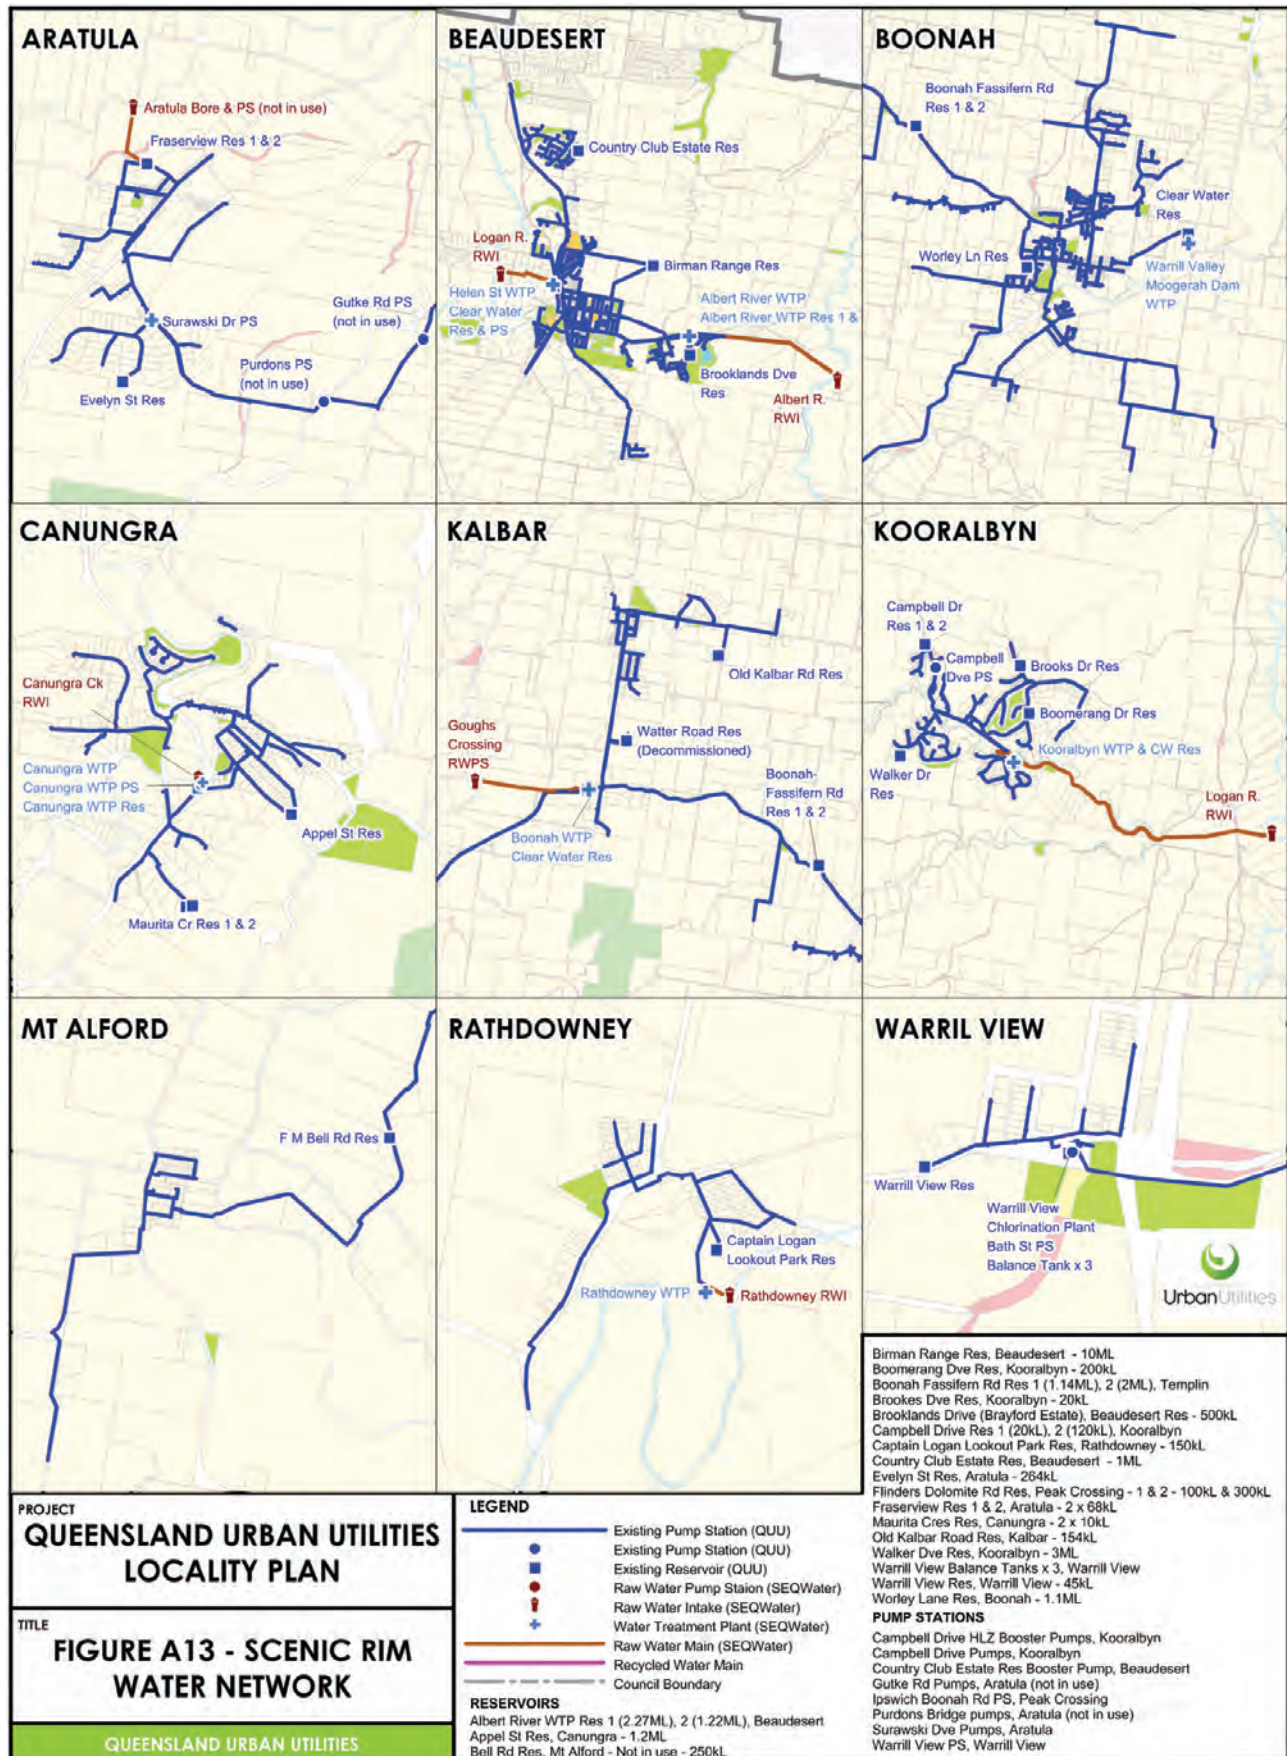 ARATULA
Aratula Bore & PS (not in use)
Fraserview Res 1 & 2
Gutke Rd PS
(not in use)
Surawski Dr PS
Purdons PS
(not in use)
Evelyn St Res
BEAUDESERT
Country Club Estate Res
Logan R.
RWI
Birman Range Res
Helen St WTP
Clear Water
Res & PS
Albert River WTP
Albert River WTP Res 1 &
Brooklands Dve
Res
Albert R.
RWI
BOONAH
Boonah Fassifern Rd
Res 1 & 2
Clear Water
Res
Worley Ln Res
Warrill Valley
Moogerah Dam
WTP
CANUNGRA
Canungra Ck
RWI
Canungra WTP
Canungra WTP PS
Canungra WTP Res
Appel St Res
Maurita Cr Res 1 & 2
KALBAR
Old Kalbar Rd Res
Goughs
Crossing
RWPS
Watter Road Res
(Decommissioned)
Boonah-
Fassifern Rd
Res 1 & 2
Boonah WTP
Clear Water Res
KOORALBYN
Campbell Dr
Res 1 & 2
Campbell
Dve PS
Brooks Dr Res
Boomerang Dr Res
Kooralbyn WTP & CW Res
Walker Dr
Res
Logan R.
RWI
MT ALFORD
F M Bell Rd Res
RATHDOWNEY
Captain Logan
Lookout Park Res
Rathdowney WTP
Rathdowney RWI
WARRIL VIEW
Warrill View Res
Warrill View
Chlorination Plant
Bath St PS
Balance Tank x 3
UrbanUtilities
PROJECT
QUEENSLAND URBAN UTILITIES
LOCALITY PLAN
TITLE
FIGURE A13 - SCENIC RIM
WATER NETWORK
QUEENSLAND URBAN UTILITIES
LEGEND
Existing Pump Station (QUU)
Existing Pump Station (QUU)
Existing Reservoir (QUU)
Raw Water Pump Staion (SEQWater)
Raw Water Intake (SEQWater)
Water Treatment Plant (SEQWater)
Raw Water Main (SEQWater)
Recycled Water Main
Council Boundary
RESERVOIRS
Albert River WTP Res 1 (2.27ML), 2 (1.22ML), Beaudesert
Appel St Res, Canungra - 1.2ML
Bell Rd Res, Mt Alford - Not in use - 250kL
Birman Range Res, Beaudesert - 10ML
Boomerang Dve Res, Kooralbyn - 200kL
Boonah Fassifern Rd Res 1 (1.14ML), 2 (2ML), Templin
Brookes Dve Res, Kooralbyn - 20kL
Brooklands Drive (Brayford Estate), Beaudesert Res - 500kL
Campbell Drive Res 1 (20kL), 2 (120kL), Kooralbyn
Captain Logan Lookout Park Res, Rathdowney - 150kL
Country Club Estate Res, Beaudesert - 1ML
Evelyn St Res, Aratula - 264kL
Flinders Dolomite Rd Res, Peak Crossing - 1 & 2 - 100kL & 300kL
Fraserview Res 1 & 2, Aratula - 2 x 68kL
Maurita Cres Res, Canungra - 2 x 10kL
Old Kalbar Road Res, Kalbar - 154kL
Walker Dve Res, Kooralbyn - 3ML
Warrill View Balance Tanks x 3, Warrill View
Warrill View Res, Warrill View - 45kL
Worley Lane Res, Boonah - 1.1ML
PUMP STATIONS
Campbell Drive HLZ Booster Pumps, Kooralbyn
Campbell Drive Pumps, Kooralbyn
Country Club Estate Res Booster Pump, Beaudesert
Gutke Rd Pumps, Aratula (not in use)
Ipswich Boonah Rd PS, Peak Crossing
Purdons Bridge pumps, Aratula (not in use)
Surawski Dve Pumps, Aratula
Warrill View PS, Warrill View